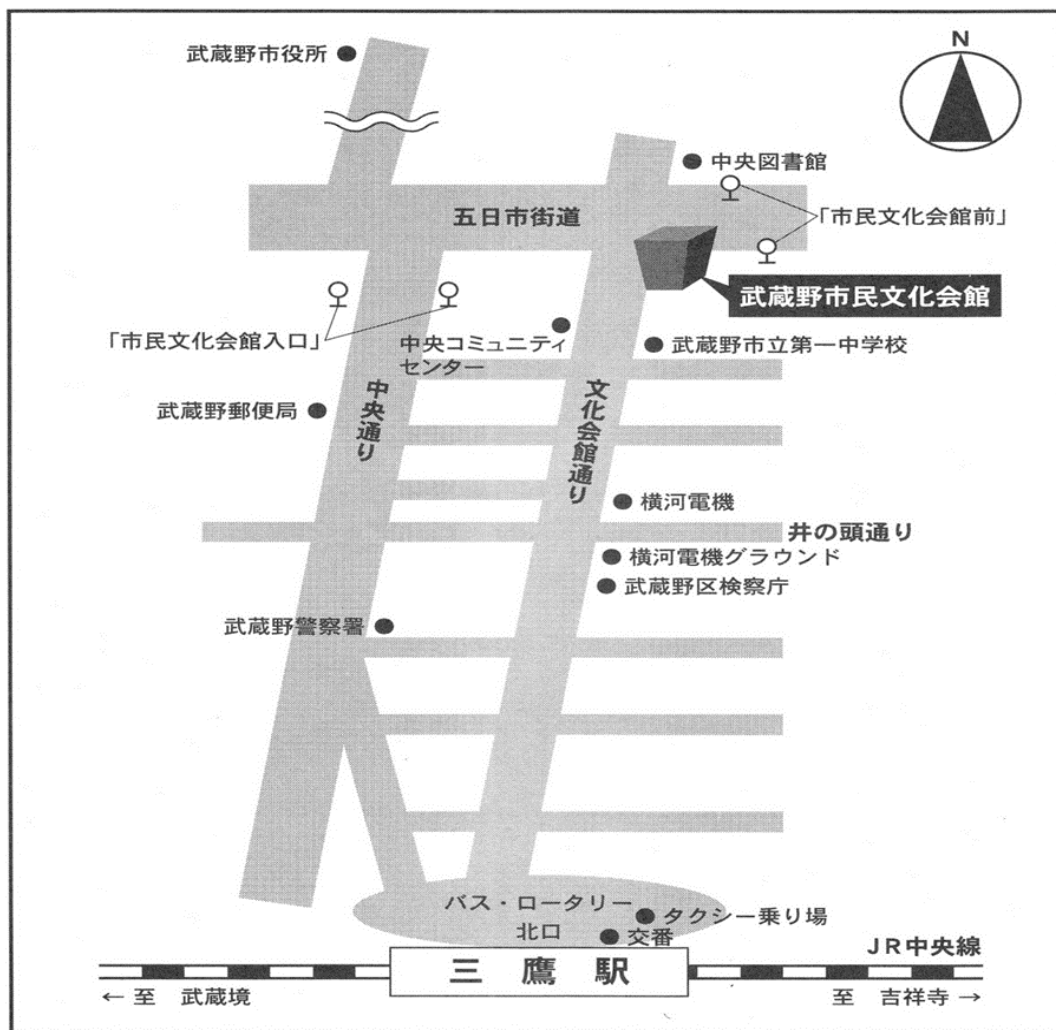 武蔵野市役所
N
中央図書館
五日市街道
「市民文化会館前」
武蔵野市民文化会館
「市民文化会館入口」
中央コミュニティ
センター
武蔵野市立第一中学校
武蔵野郵便局
中央通り
文化会館通り
横河電機
井の頭通り
横河電機グラウンド
武蔵野区検察庁
武蔵野警察署
バス・ロータリー
タクシー乗り場
北口
交番
JR中央線
三鷹駅
← 至 武蔵境
至 吉祥寺 →